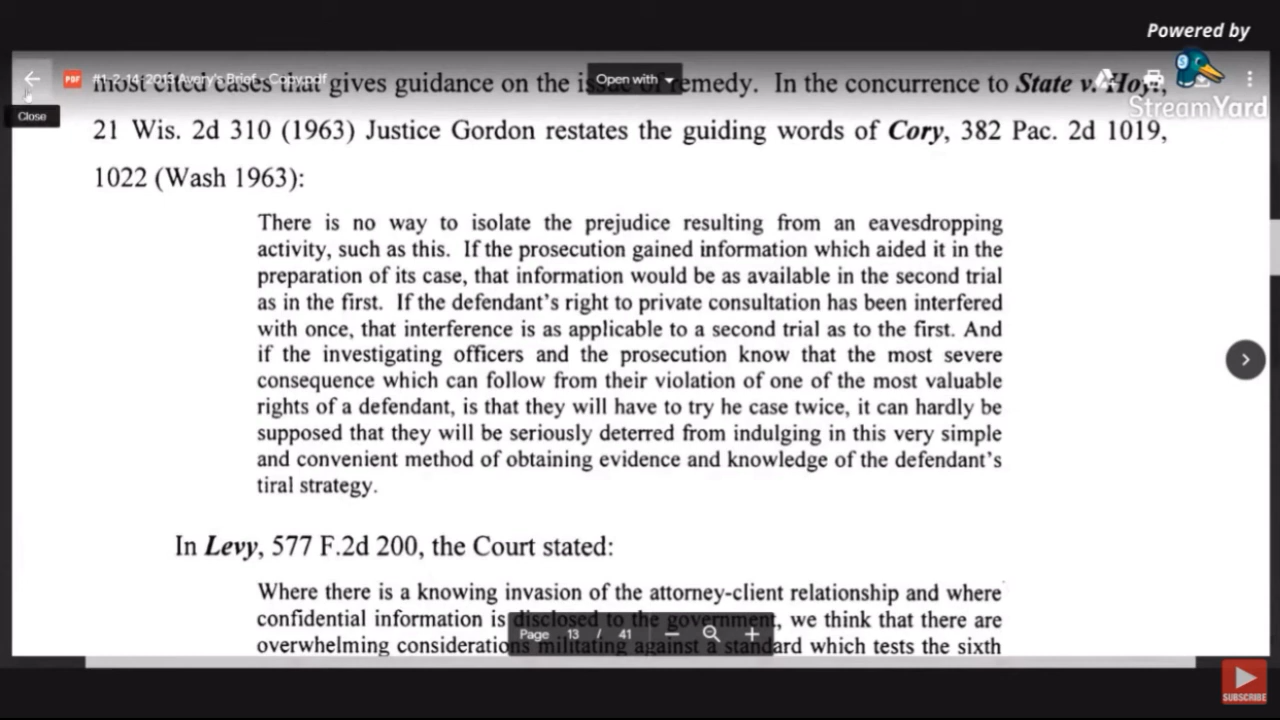 Powered by
StreamYard
#1-2-14-2013 Avery's Brief - Copy.pdf
Open with
Close
most cited cases that gives guidance on the issue of remedy. In the concurrence to State v. Hoyt,
21 Wis. 2d 310 (1963) Justice Gordon restates the guiding words of Cory, 382 Pac. 2d 1019,
1022 (Wash 1963):
There is no way to isolate the prejudice resulting from an eavesdropping
activity, such as this. If the prosecution gained information which aided it in the
preparation of its case, that information would be as available in the second trial
as in the first. If the defendant's right to private consultation has been interfered
with once, that interference is as applicable to a second trial as to the first. And
if the investigating officers and the prosecution know that the most severe
consequence which can follow from their violation of one of the most valuable
rights of a defendant, is that they will have to try he case twice, it can hardly be
supposed that they will be seriously deterred from indulging in this very simple
and convenient method of obtaining evidence and knowledge of the defendant's
tiral strategy.
In Levy, 577 F.2d 200, the Court stated:
Where there is a knowing invasion of the attorney-client relationship and where
confidential information is disclosed to the government, we think that there are
overwhelming considerations militating against a standard which tests the sixth
Page 13 / 41
SUBSCRIBE